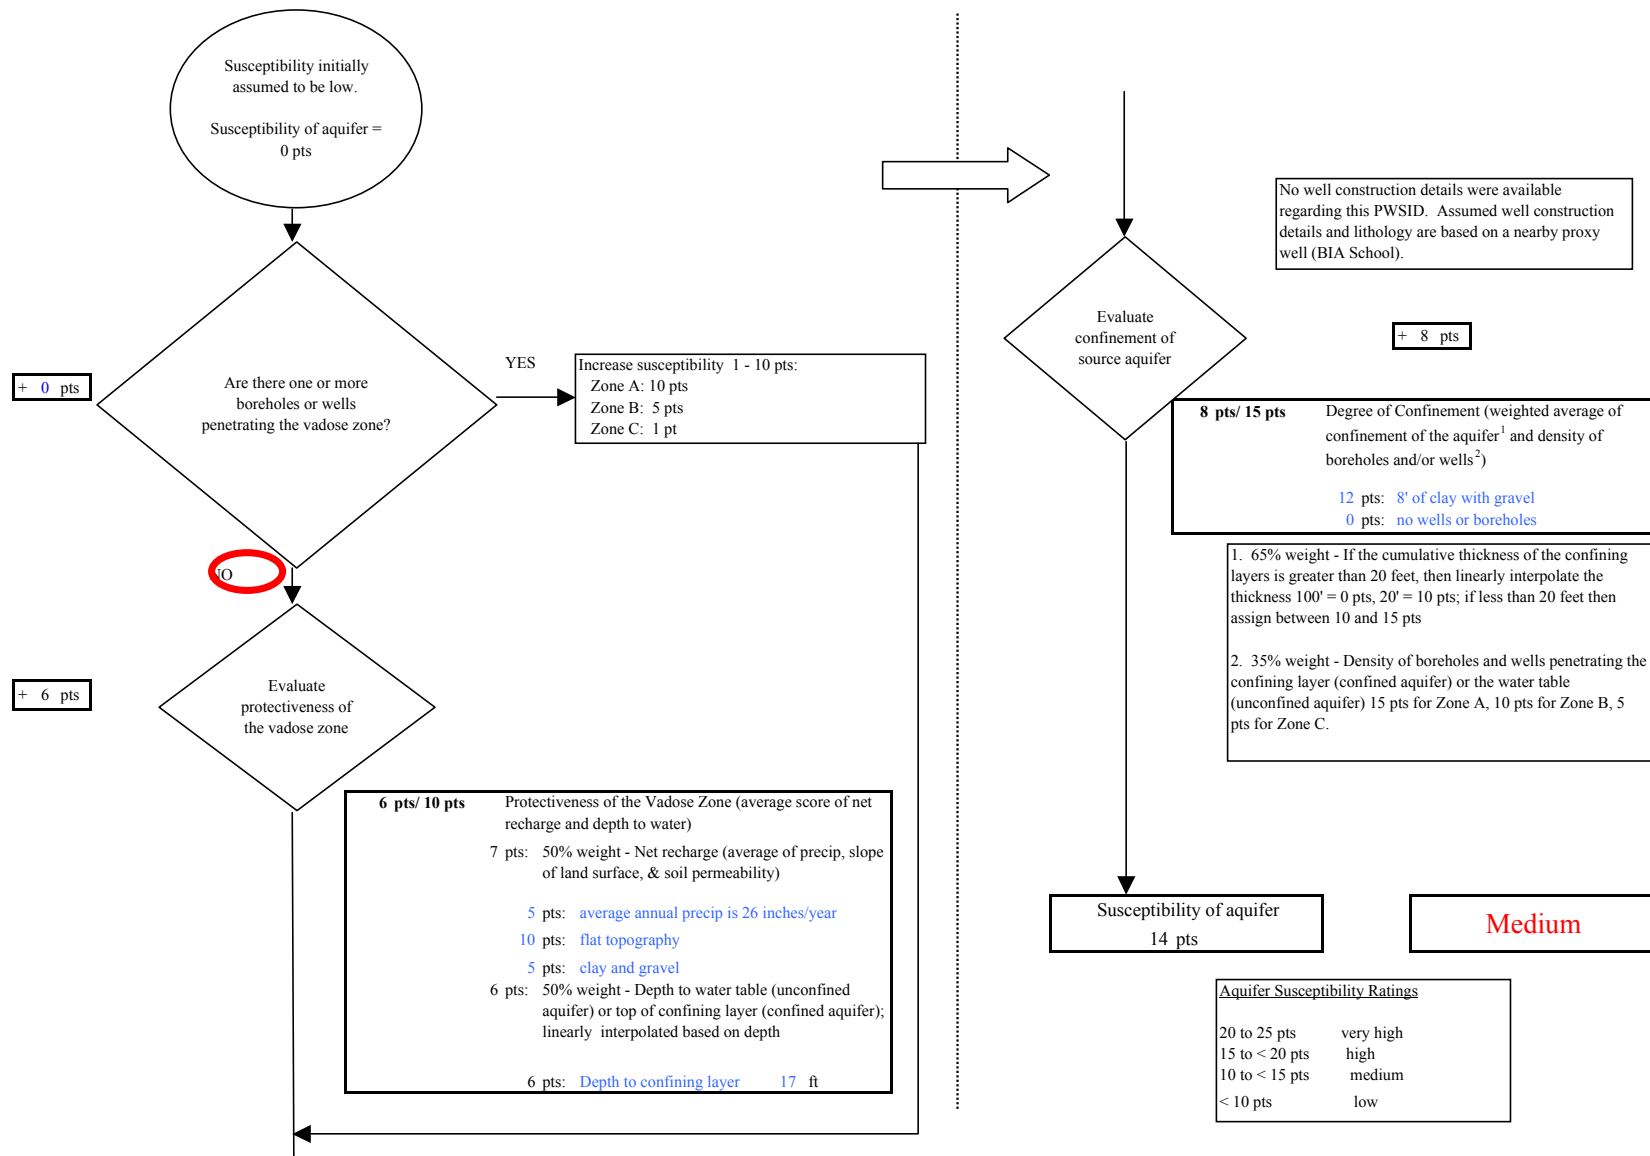 Susceptibility initially
assumed to be low.
Susceptibility of aquifer =
0 pts
+ 0 pts
Are there one or more
boreholes or wells
penetrating the vadose zone?
YES
Increase susceptibility 1 - 10 pts:
Zone A: 10 pts
Zone B: 5 pts
Zone C: 1 pt
NO
+ 6 pts
Evaluate
protectiveness of
the vadose zone
6 pts/ 10 pts Protectiveness of the Vadose Zone (average score of net
recharge and depth to water)
7 pts: 50% weight - Net recharge (average of precip, slope
of land surface, & soil permeability)
5 pts: average annual precip is 26 inches/year
10 pts: flat topography
5 pts: clay and gravel
6 pts: 50% weight - Depth to water table (unconfined
aquifer) or top of confining layer (confined aquifer);
linearly interpolated based on depth
6 pts: Depth to confining layer 17 ft
No well construction details were available
regarding this PWSID. Assumed well construction
details and lithology are based on a nearby proxy
well (BIA School).
Evaluate
confinement of
source aquifer
+ 8 pts
8 pts/ 15 pts Degree of Confinement (weighted average of
confinement of the aquifer1 and density of
boreholes and/or wells2)
12 pts: 8' of clay with gravel
0 pts: no wells or boreholes
1. 65% weight - If the cumulative thickness of the confining
layers is greater than 20 feet, then linearly interpolate the
thickness 100' = 0 pts, 20' = 10 pts; if less than 20 feet then
assign between 10 and 15 pts
2. 35% weight - Density of boreholes and wells penetrating the
confining layer (confined aquifer) or the water table
(unconfined aquifer) 15 pts for Zone A, 10 pts for Zone B, 5
pts for Zone C.
Susceptibility of aquifer
14 pts
Medium
Aquifer Susceptibility Ratings
20 to 25 pts very high
15 to < 20 pts high
10 to < 15 pts medium
< 10 pts low